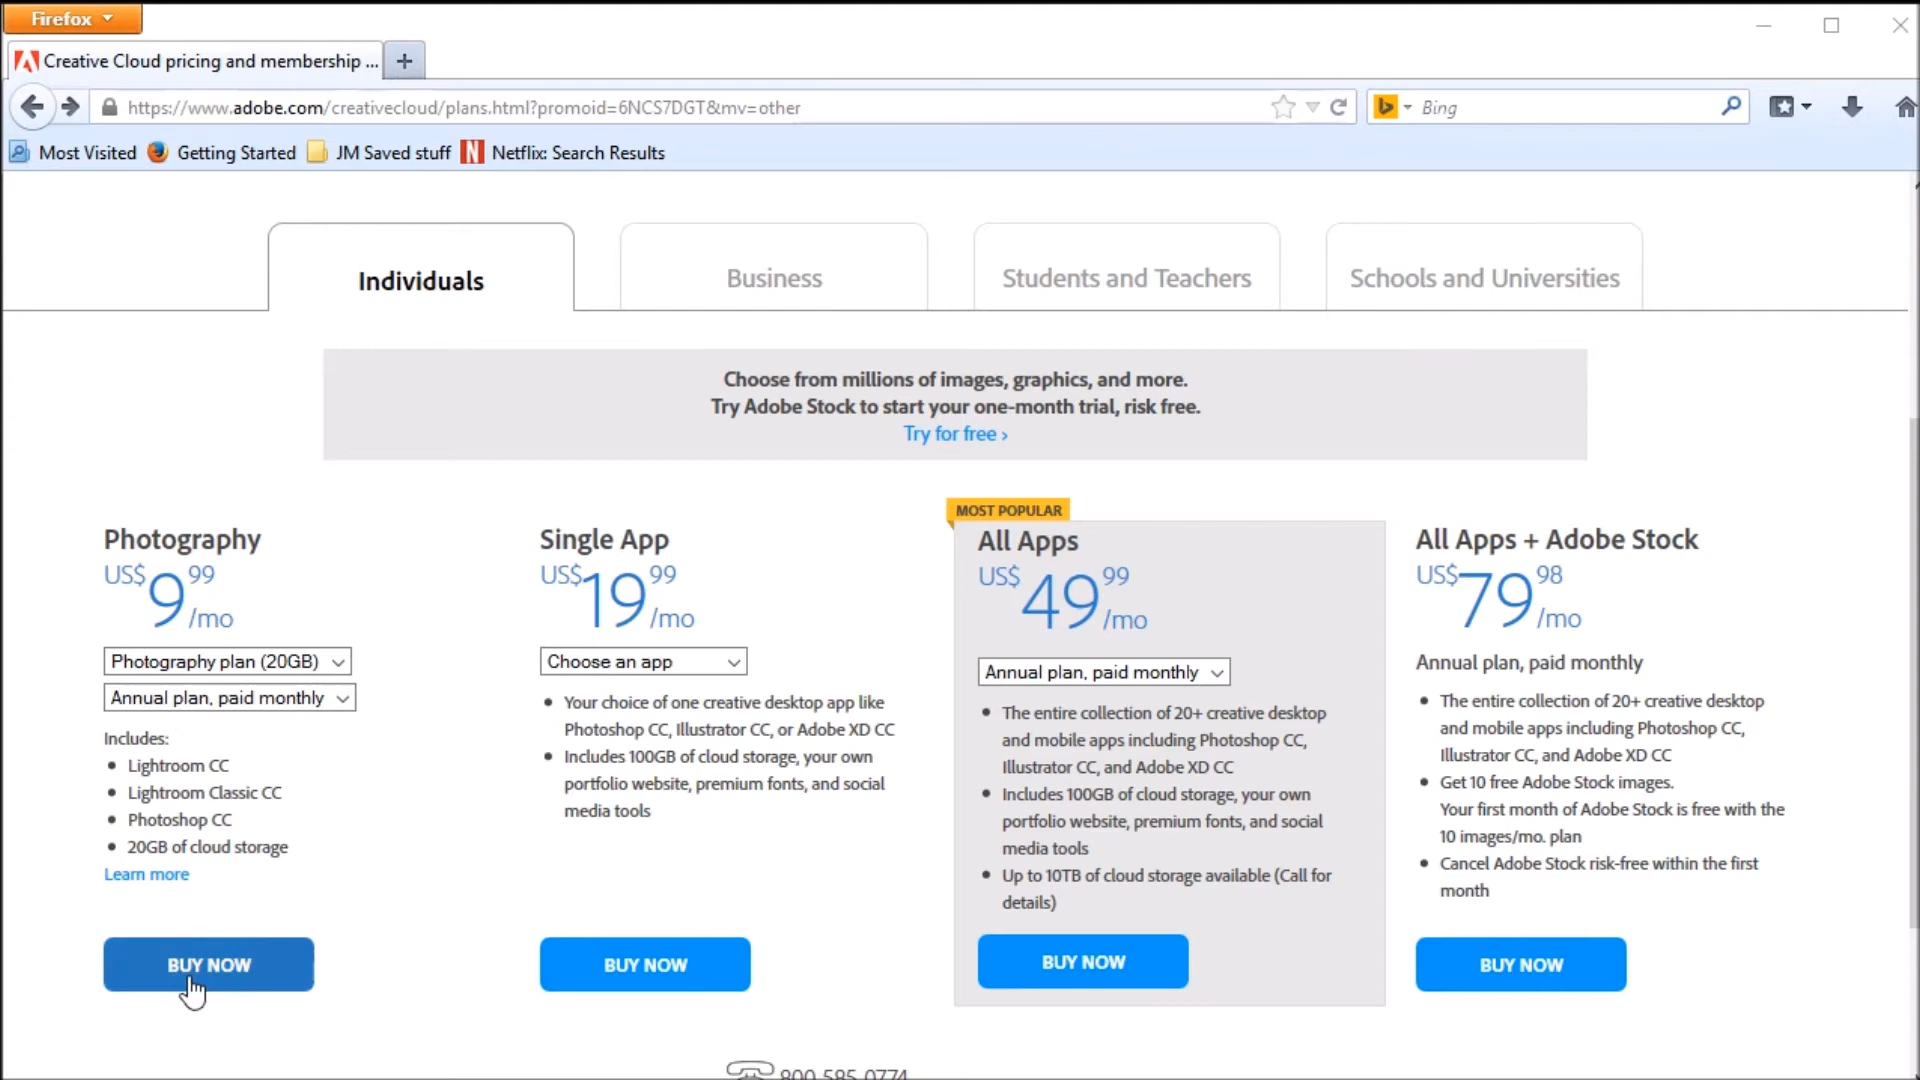 Firefox
Creative Cloud pricing and membership ...
https://www.adobe.com/creativecloud/plans.html?promoid=6NCS7DGT&mv=other
Bing
Most Visited
Getting Started
JM Saved stuff
Netflix: Search Results
Individuals
Business
Students and Teachers
Schools and Universities
Choose from millions of images, graphics, and more.
Try Adobe Stock to start your one-month trial, risk free.
Try for free ›
Photography
US$9.99/mo
Photography plan (20GB)
Annual plan, paid monthly
Includes:
• Lightroom CC
• Lightroom Classic CC
• Photoshop CC
• 20GB of cloud storage
Learn more
BUY NOW
Single App
US$19.99/mo
Choose an app
• Your choice of one creative desktop app like
Photoshop CC, Illustrator CC, or Adobe XD CC
• Includes 100GB of cloud storage, your own
portfolio website, premium fonts, and social
media tools
BUY NOW
MOST POPULAR
All Apps
US$49.99/mo
Annual plan, paid monthly
• The entire collection of 20+ creative desktop
and mobile apps including Photoshop CC,
Illustrator CC, and Adobe XD CC
• Includes 100GB of cloud storage, your own
portfolio website, premium fonts, and social
media tools
• Up to 10TB of cloud storage available (Call for
details)
BUY NOW
All Apps + Adobe Stock
US$79.98/mo
Annual plan, paid monthly
• The entire collection of 20+ creative desktop
and mobile apps including Photoshop CC,
Illustrator CC, and Adobe XD CC
• Get 10 free Adobe Stock images.
Your first month of Adobe Stock is free with the
10 images/mo. plan
• Cancel Adobe Stock risk-free within the first
month
BUY NOW
800-585-0774